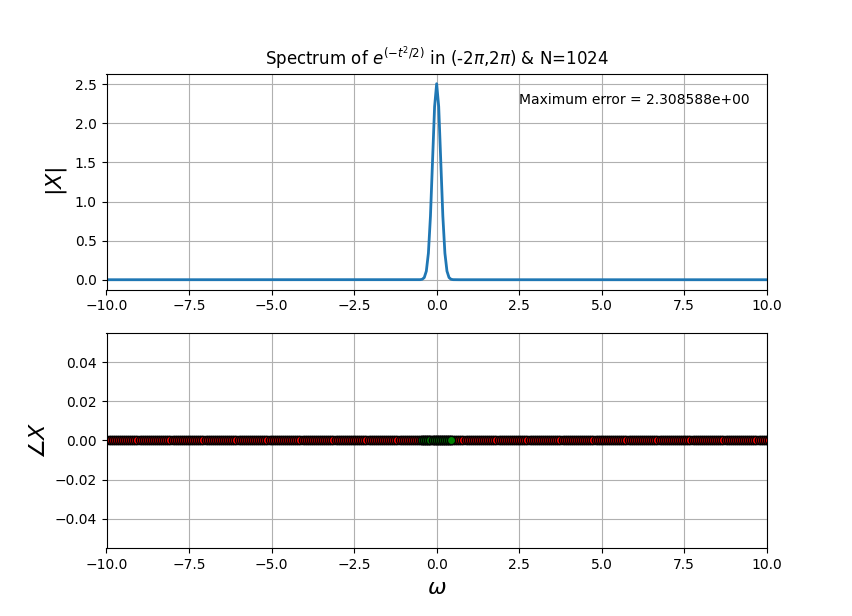 Spectrum of e^(−t²/2) in (-2π,2π) & N=1024
Maximum error = 2.308588e+00
|X|
2.5
2.0
1.5
1.0
0.5
0.0
−10.0 −7.5 −5.0 −2.5 0.0 2.5 5.0 7.5 10.0
∠X
0.04
0.02
0.00
−0.02
−0.04
−10.0 −7.5 −5.0 −2.5 0.0 2.5 5.0 7.5 10.0
ω